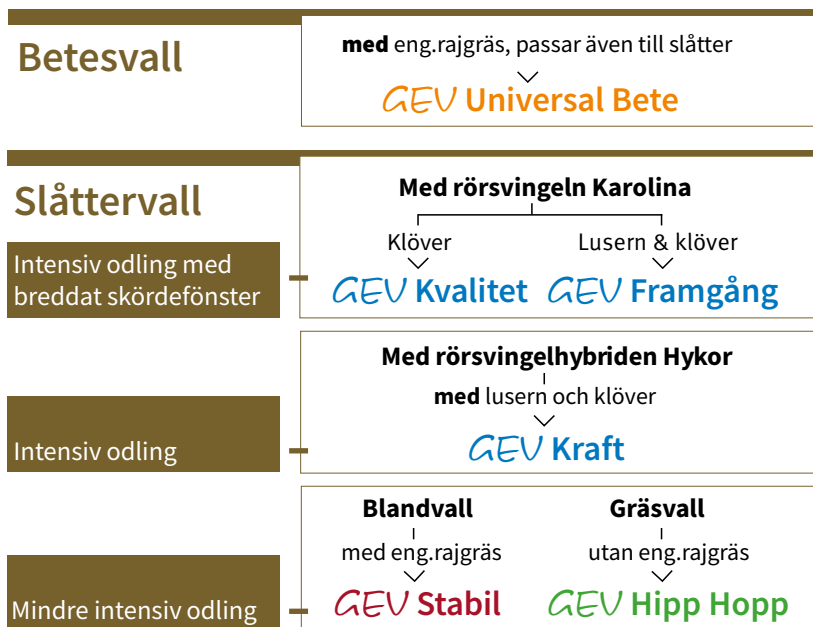 Betesvall
med eng.rajgräs, passar även till slåtter
GEV Universal Bete
Slåttervall
Med rörsvingeln Karolina
Klöver
Lusern & klöver
Intensiv odling med
breddat skördefönster
GEV Kvalitet
GEV Framgång
Med rörsvingelhybriden Hykor
med lusern och klöver
Intensiv odling
GEV Kraft
Blandvall
Gräsvall
med eng.rajgräs
utan eng.rajgräs
Mindre intensiv odling
GEV Stabil
GEV Hipp Hopp